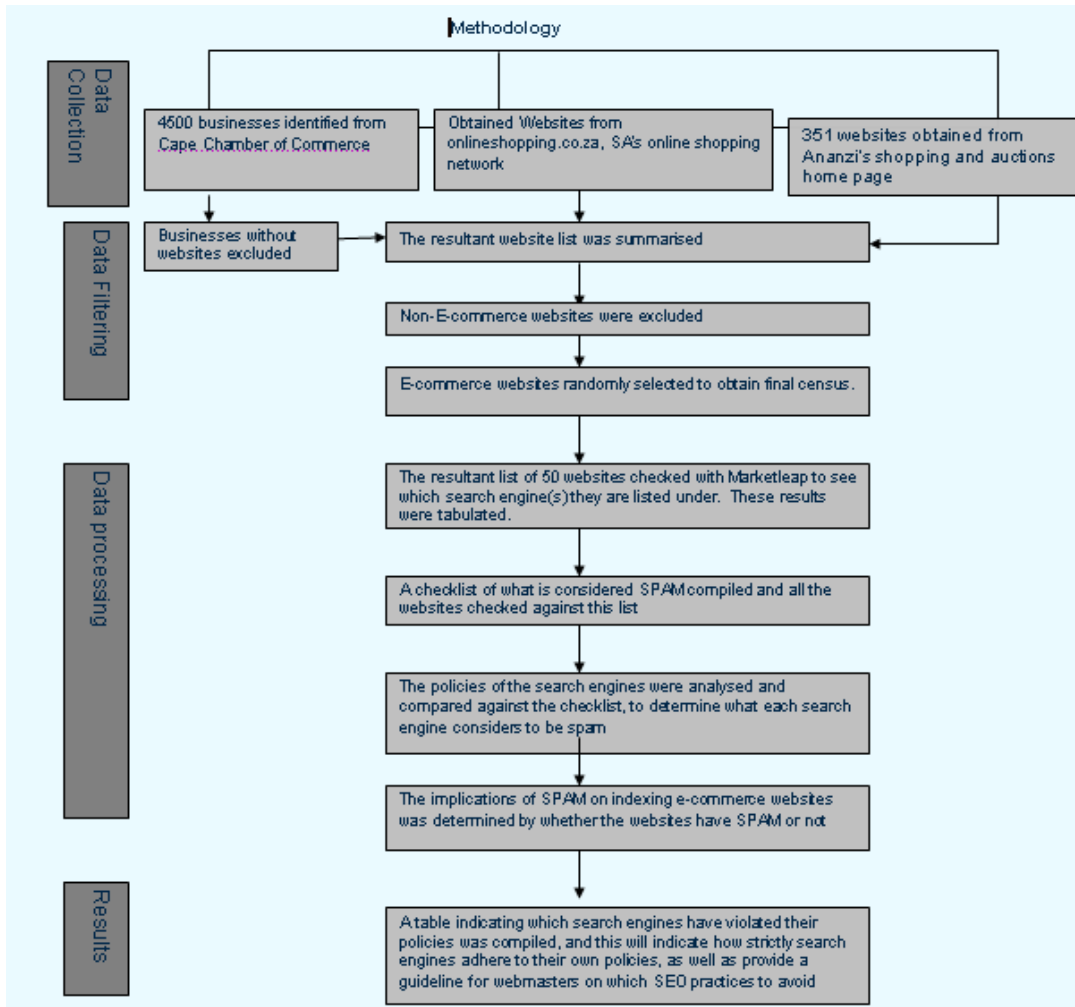 Methodology
Data
Collection
4500 businesses identified from
Cape Chamber of Commerce
Obtained Websites from
onlineshopping.co.za, SA's online shopping
network
351 websites obtained from
Ananzi's shopping and auctions
home page
Data Filtering
Businesses without
websites excluded
The resultant website list was summarised
Non-E-commerce websites were excluded
E-commerce websites randomly selected to obtain final census.
Data processing
The resultant list of 50 websites checked with Marketleap to see
which search engine(s) they are listed under. These results
were tabulated.
A checklist of what is considered SPAM compiled and all the
websites checked against this list
The policies of the search engines were analysed and
compared against the checklist, to determine what each search
engine considers to be spam
The implications of SPAM on indexing e-commerce websites
was determined by whether the websites have SPAM or not
Results
A table indicating which search engines have violated their
policies was compiled, and this will indicate how strictly search
engines adhere to their own policies, as well as provide a
guideline for webmasters on which SEO practices to avoid